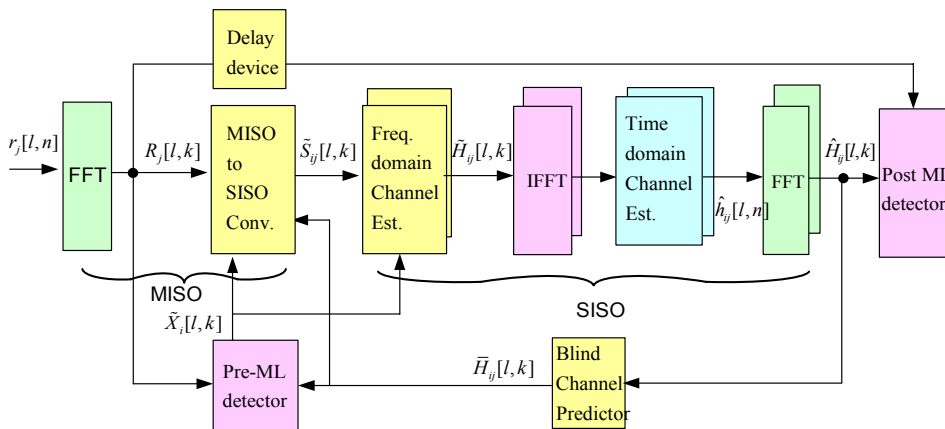 Delay
device
r_j[l,n]
FFT
R_j[l,k]
MISO
to
SISO
Conv.
S̃_ij[l,k]
Freq.
domain
Channel
Est.
H̃_ij[l,k]
IFFT
Time
domain
Channel
Est.
ĥ_ij[l,n]
FFT
Ĥ_ij[l,k]
Post ML
detector
MISO
SISO
X̃_i[l,k]
Pre-ML
detector
H̄_ij[l,k]
Blind
Channel
Predictor